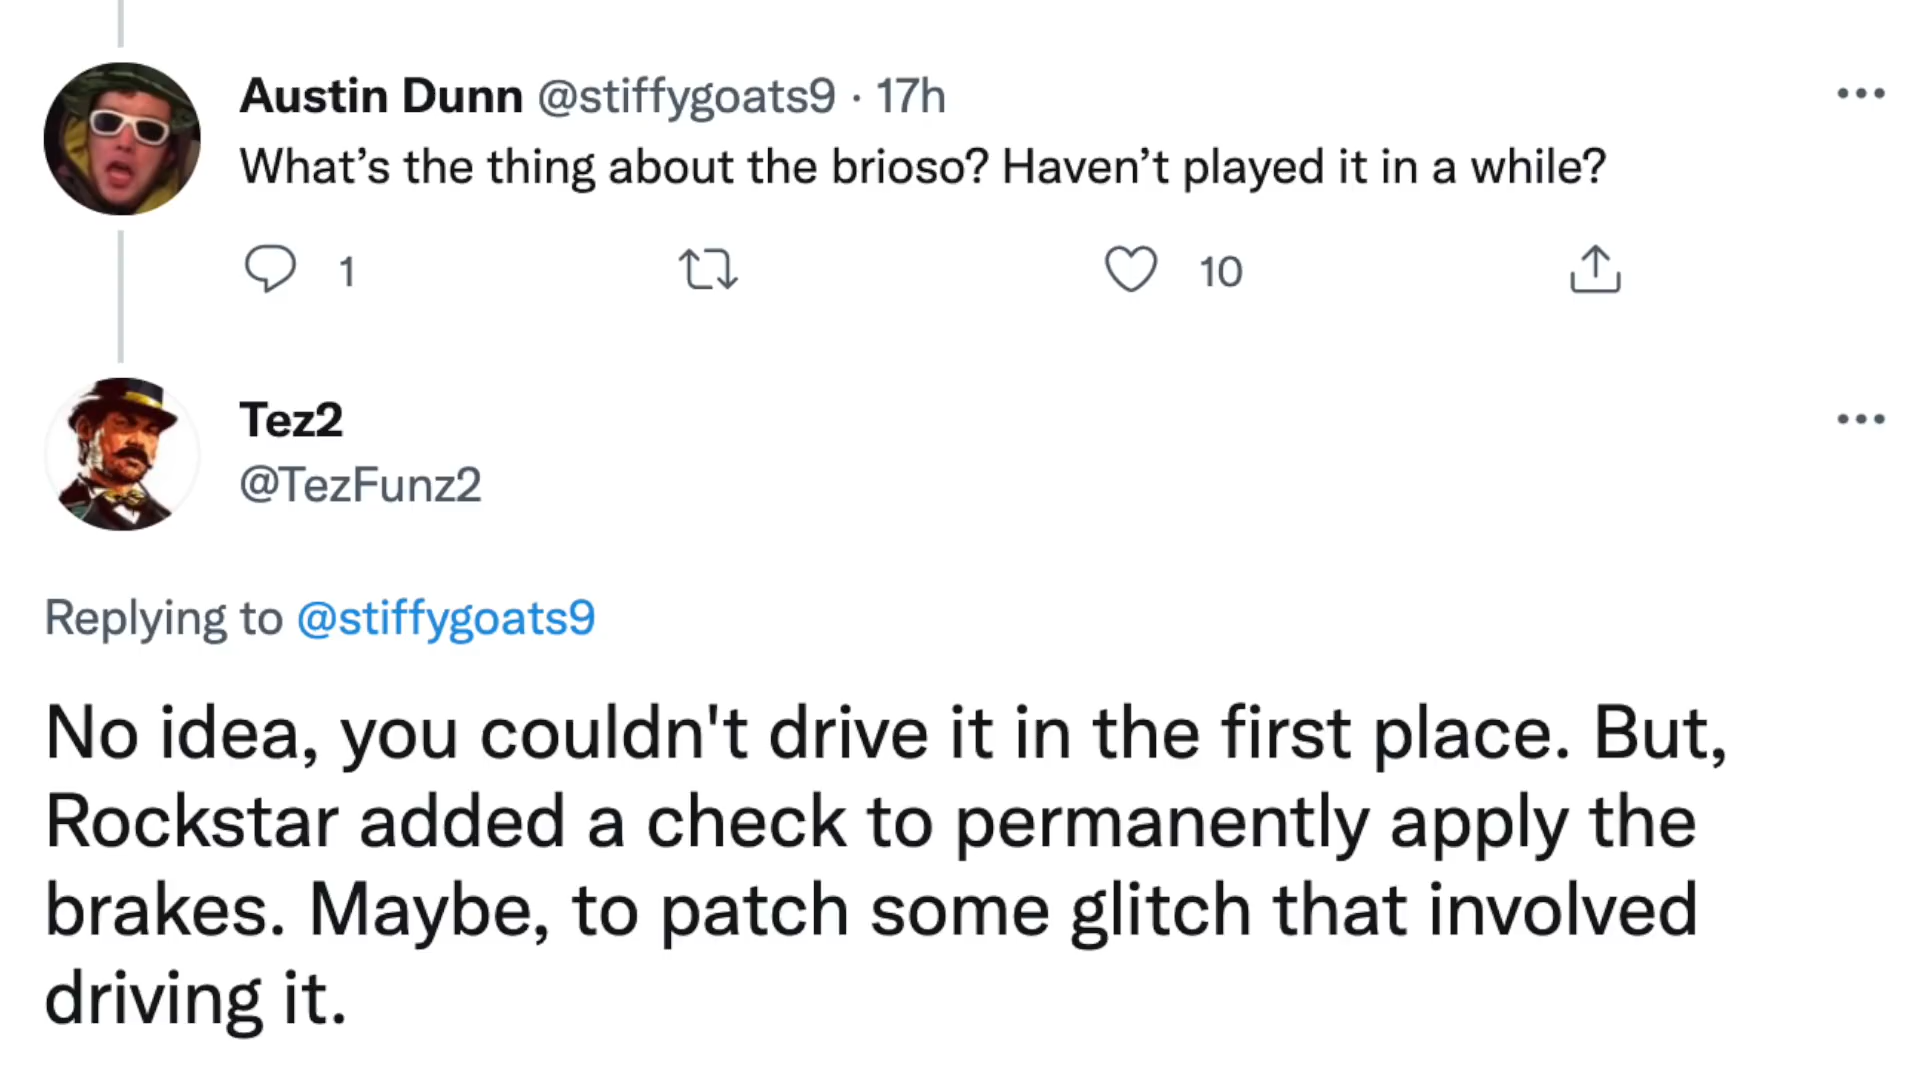 Austin Dunn @stiffygoats9 · 17h
What’s the thing about the brioso? Haven’t played it in a while?
1 10
Tez2
@TezFunz2
Replying to @stiffygoats9
No idea, you couldn't drive it in the first place. But,
Rockstar added a check to permanently apply the
brakes. Maybe, to patch some glitch that involved
driving it.